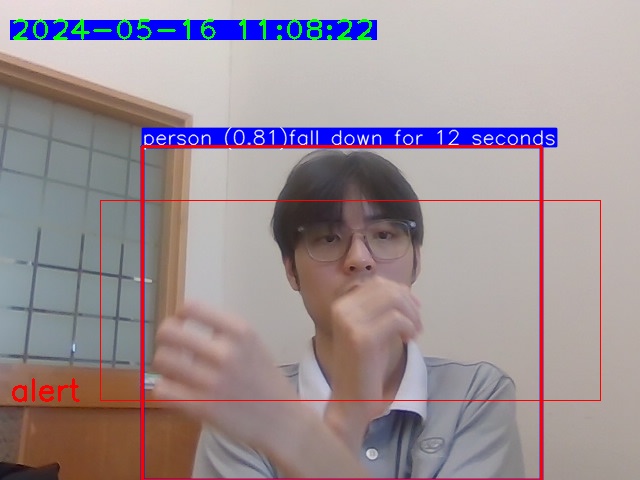 2024-05-16 11:08:22
person (0.81)fall down for 12 seconds
alert